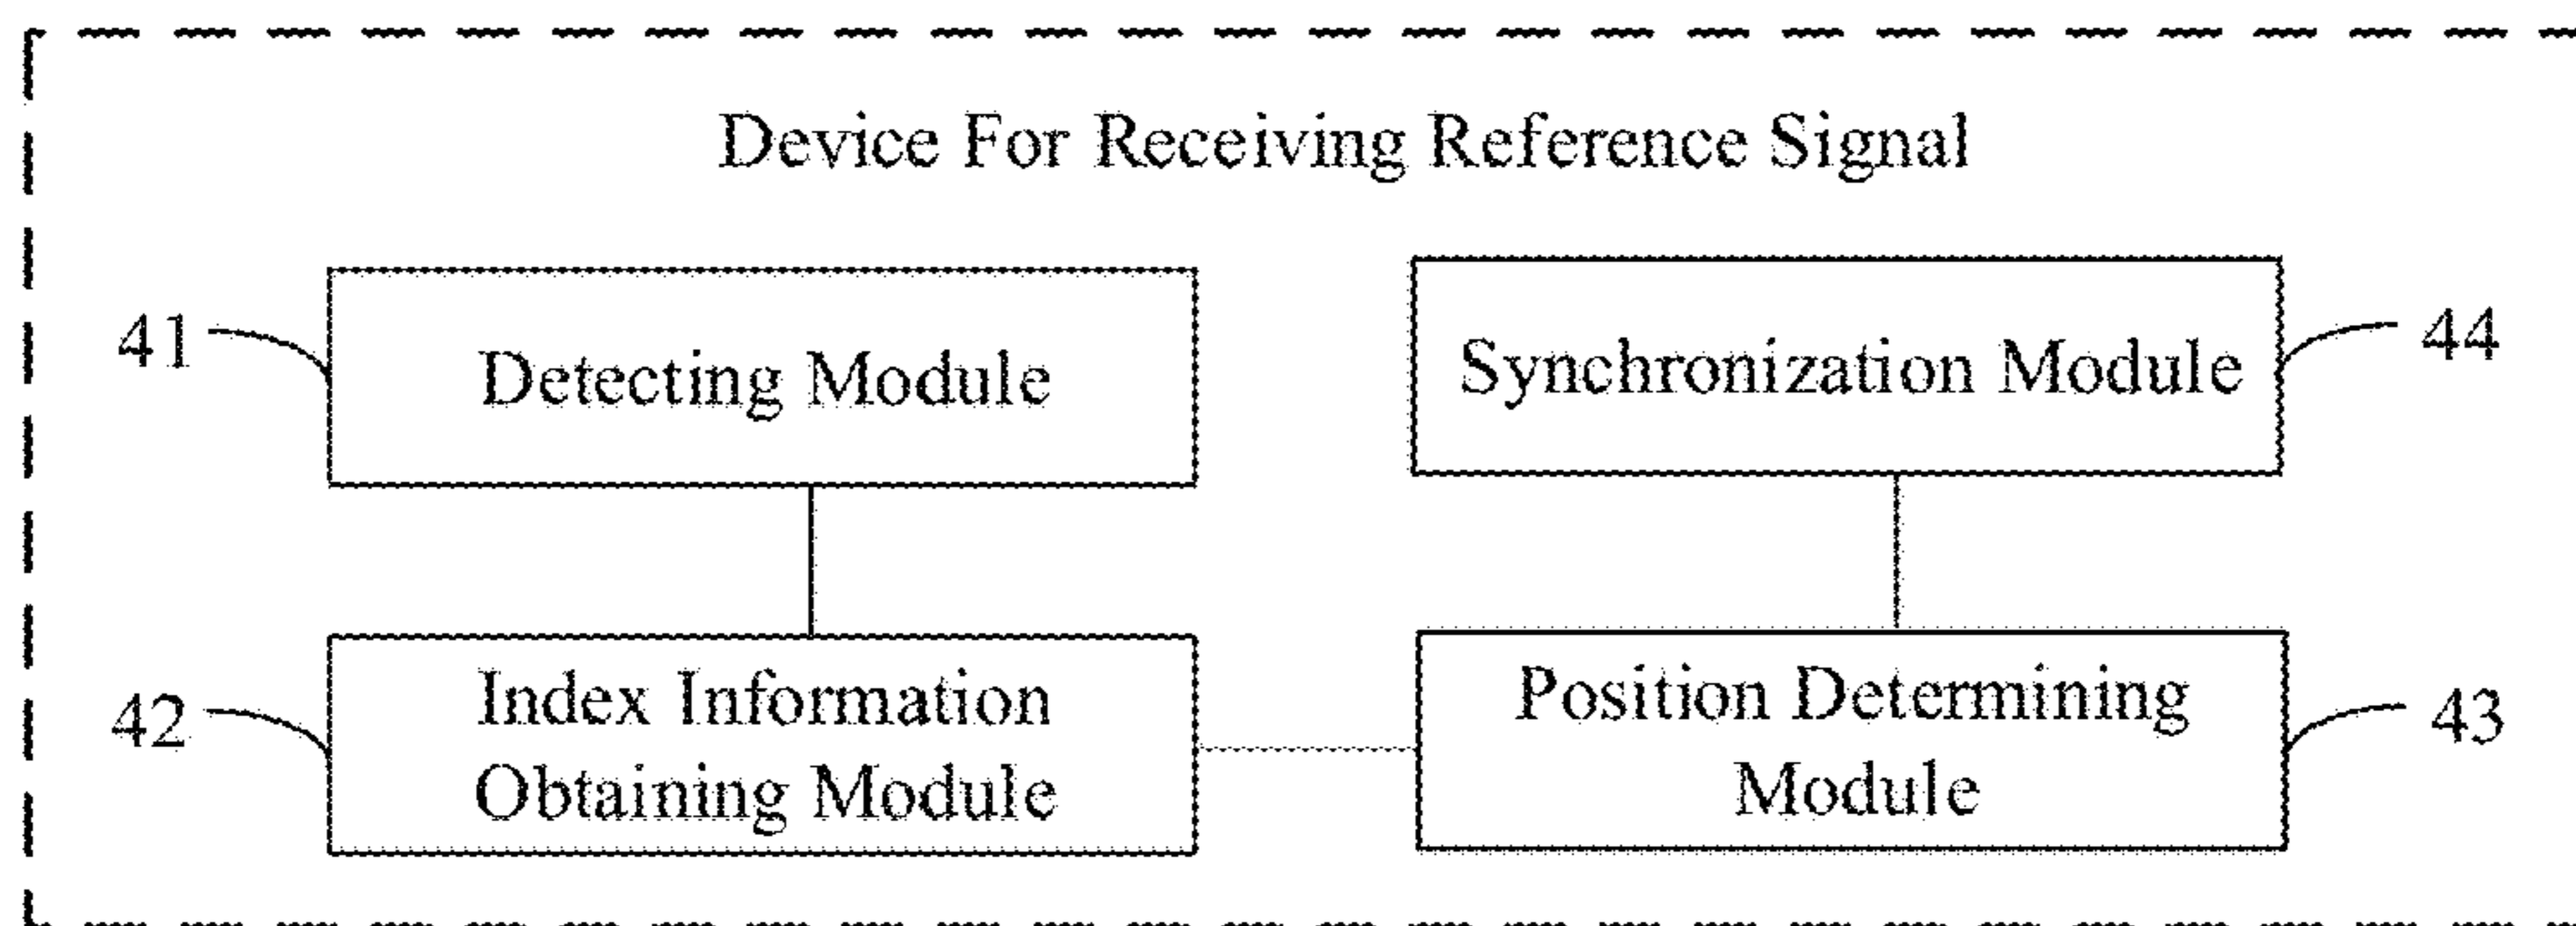 Device For Receiving Reference Signal
41
Detecting Module
Synchronization Module
44
42
Index Information
Obtaining Module
Position Determining
Module
43